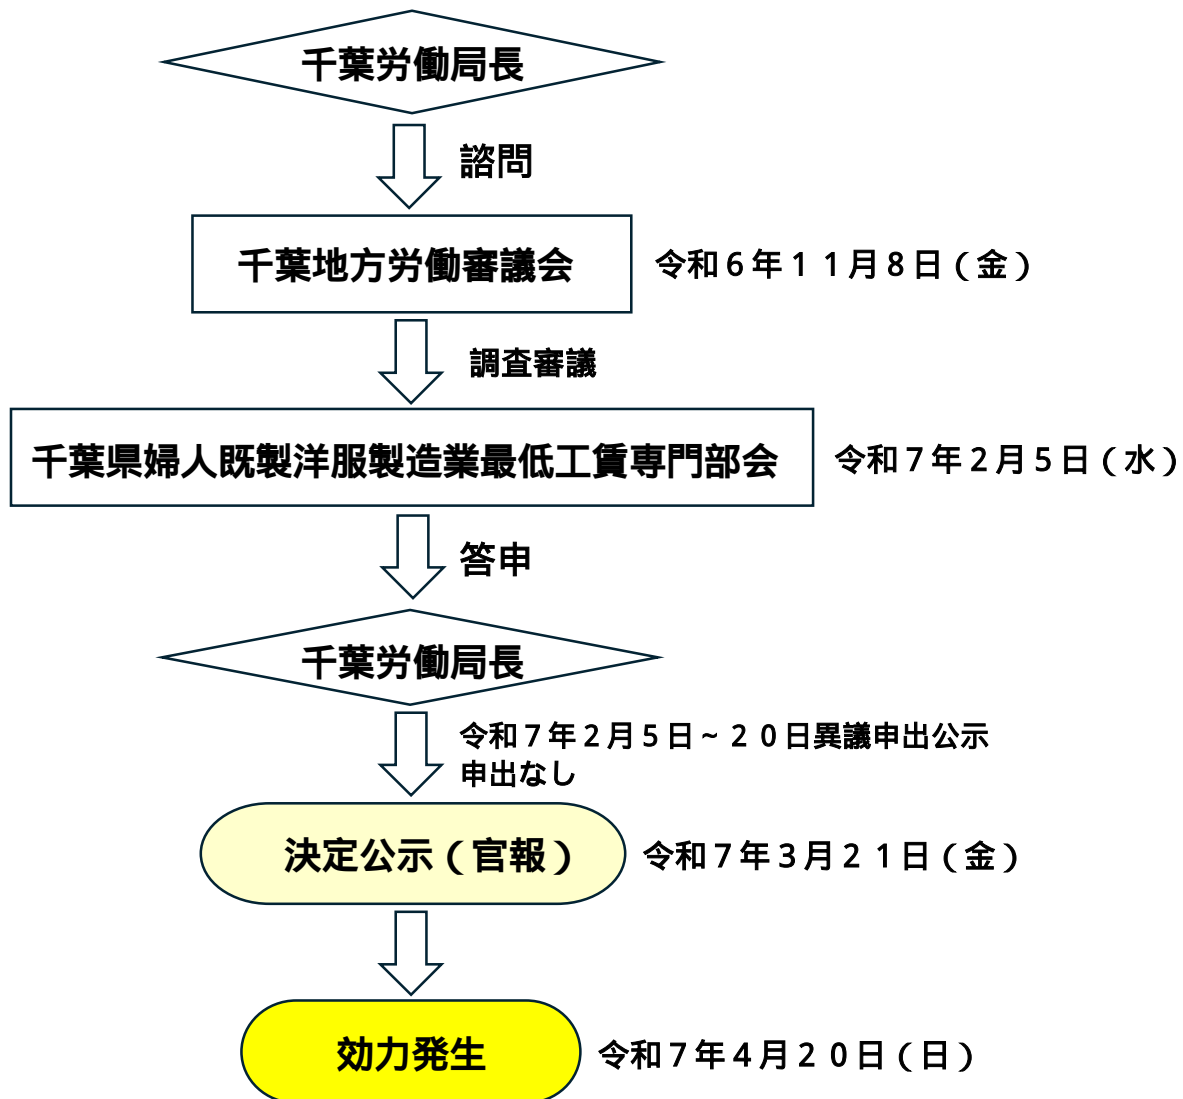 千葉労働局長
諮問
千葉地方労働審議会
令和６年１１月８日（金）
調査審議
千葉県婦人既製洋服製造業最低工賃専門部会
令和７年２月５日（水）
答申
千葉労働局長
令和７年２月５日~２０日異議申出公示
申出なし
決定公示（官報）
令和７年３月２１日（金）
効力発生
令和７年４月２０日（日）